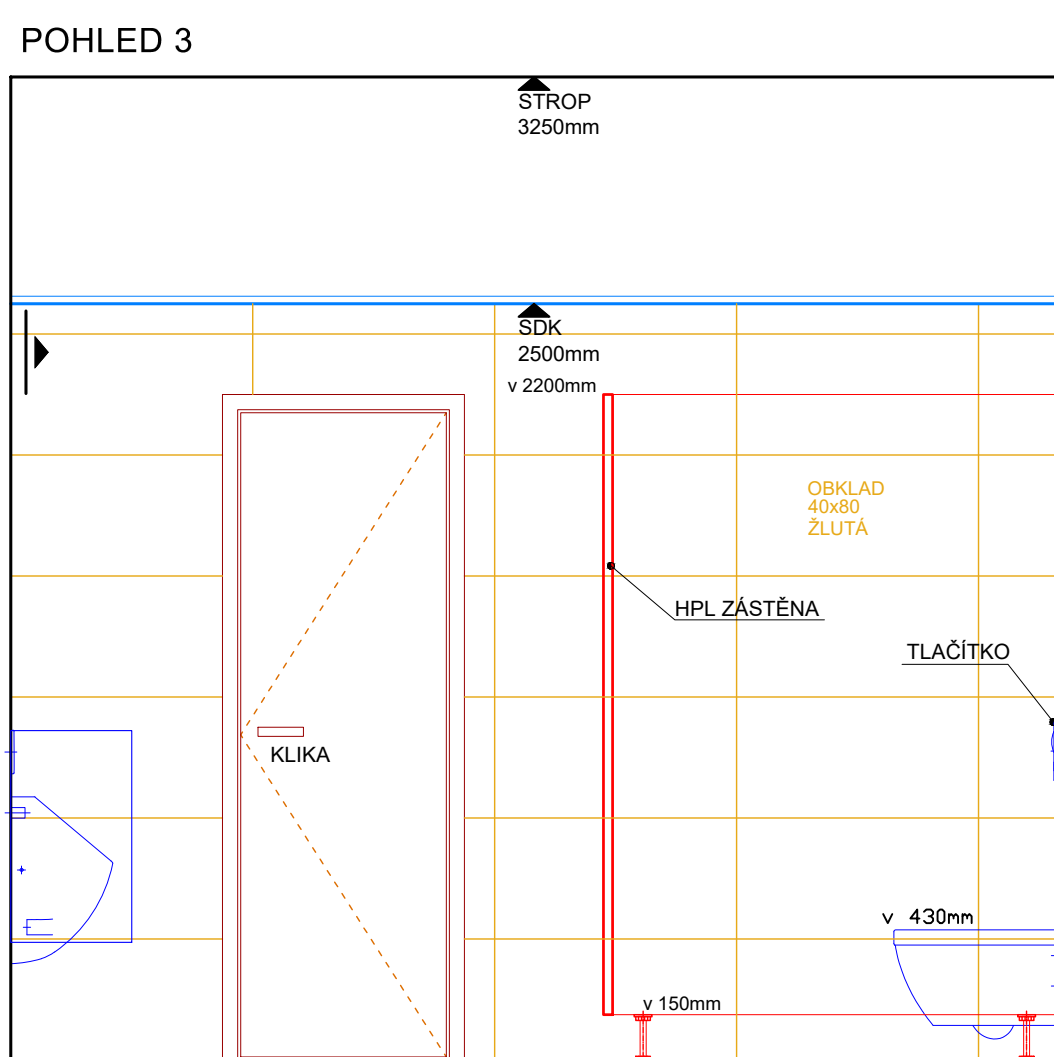 POHLED 3
STROP
3250mm
SDK
2500mm
v 2200mm
OBKLAD
40x80
ŽLUTÁ
HPL ZÁSTĚNA
TLAČÍTKO
KLIKA
v 430mm
v 150mm